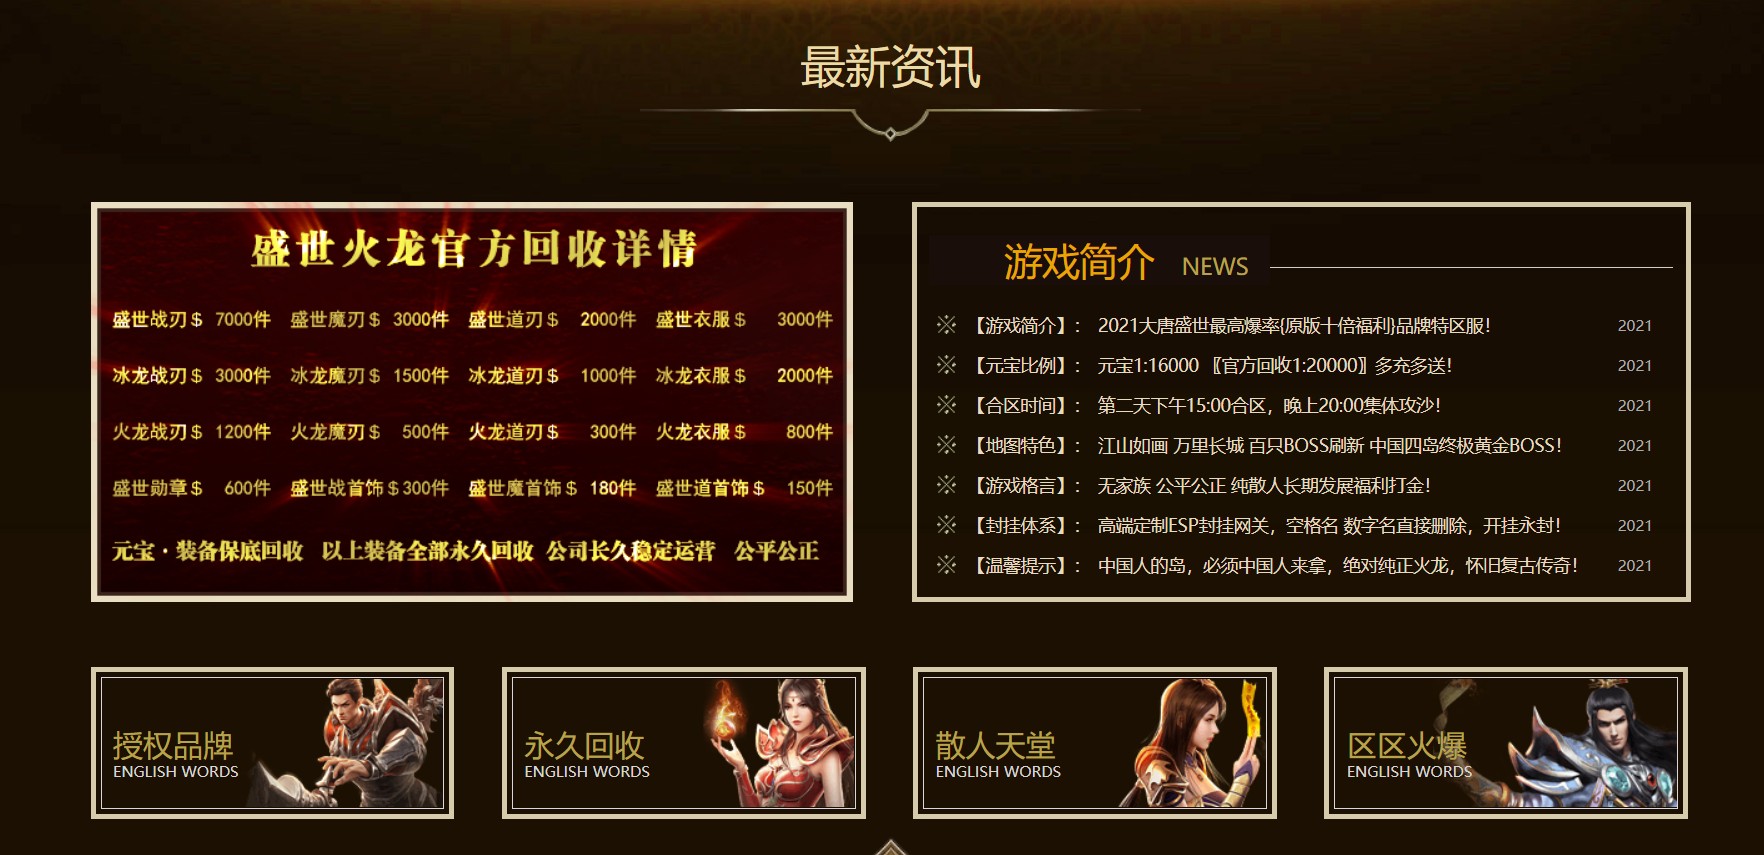 最新资讯
盛世火龙官方回收详情
盛世战刃$ 7000件 盛世魔刃$ 3000件 盛世道刃$ 2000件 盛世衣服$ 3000件
冰龙战刃$ 3000件 冰龙魔刃$ 1500件 冰龙道刃$ 1000件 冰龙衣服$ 2000件
火龙战刃$ 1200件 火龙魔刃$ 500件 火龙道刃$ 300件 火龙衣服$ 800件
盛世勋章$ 600件 盛世战首饰$300件 盛世魔首饰$ 180件 盛世道首饰$ 150件
元宝·装备保底回收 以上装备全部永久回收 公司长久稳定运营 公平公正
游戏简介 NEWS
※ 【游戏简介】: 2021大唐盛世最高爆率{原版十倍福利}品牌特区服! 2021
※ 【元宝比例】: 元宝1:16000 〖官方回收1:20000〗多充多送! 2021
※ 【合区时间】: 第二天下午15:00合区，晚上20:00集体攻沙! 2021
※ 【地图特色】: 江山如画 万里长城 百只BOSS刷新 中国四岛终极黄金BOSS! 2021
※ 【游戏格言】: 无家族 公平公正 纯散人长期发展福利打金! 2021
※ 【封挂体系】: 高端定制ESP封挂网关，空格名 数字名直接删除，开挂永封! 2021
※ 【温馨提示】: 中国人的岛，必须中国人来拿，绝对纯正火龙，怀旧复古传奇! 2021
授权品牌
ENGLISH WORDS
永久回收
ENGLISH WORDS
散人天堂
ENGLISH WORDS
区区火爆
ENGLISH WORDS